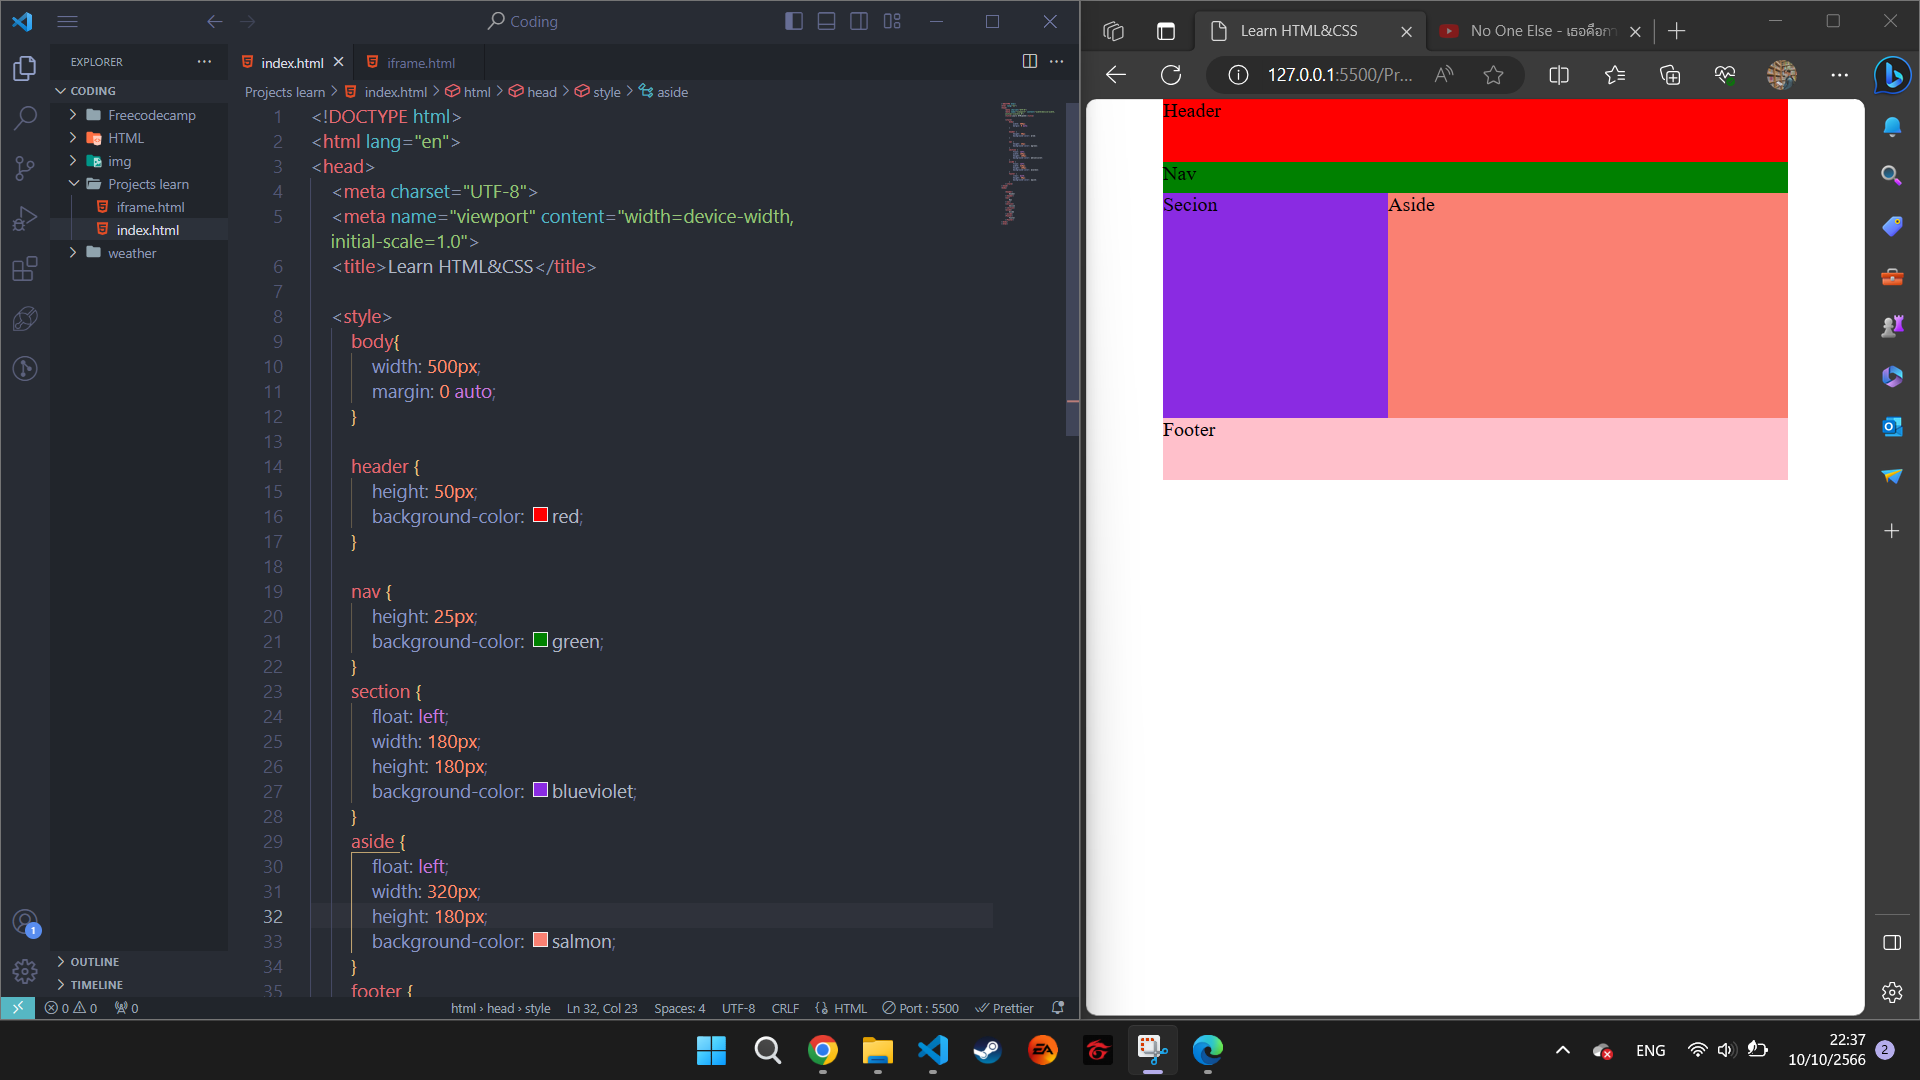 Coding
EXPLORER
CODING
Freecodecamp
HTML
img
Projects learn
iframe.html
index.html
weather
OUTLINE
TIMELINE
index.html
iframe.html
Projects learn > index.html > html > head > style > aside
1 <!DOCTYPE html>
2 <html lang="en">
3 <head>
4 <meta charset="UTF-8">
5 <meta name="viewport" content="width=device-width,
initial-scale=1.0">
6 <title>Learn HTML&CSS</title>
7
8 <style>
9 body{
10 width: 500px;
11 margin: 0 auto;
12 }
13
14 header {
15 height: 50px;
16 background-color: red;
17 }
18
19 nav {
20 height: 25px;
21 background-color: green;
22 }
23 section {
24 float: left;
25 width: 180px;
26 height: 180px;
27 background-color: blueviolet;
28 }
29 aside {
30 float: left;
31 width: 320px;
32 height: 180px;
33 background-color: salmon;
34 }
35 footer {
1
0 0 0 html › head › style Ln 32, Col 23 Spaces: 4 UTF-8 CRLF HTML Port : 5500 Prettier
Learn HTML&CSS
No One Else - เธอคือกา
127.0.0.1:5500/Pr...
Header
Nav
Secion
Aside
Footer
EA
ENG
22:37
10/10/2566
2